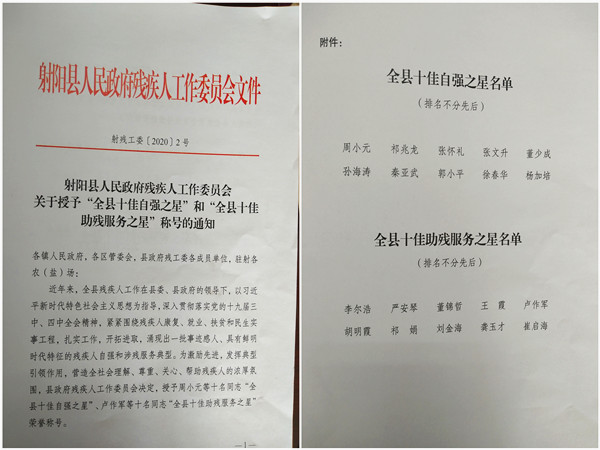 射阳县人民政府残疾人工作委员会文件
射残工委〔2020〕2号
射阳县人民政府残疾人工作委员会
关于授予“全县十佳自强之星”和“全县十佳
助残服务之星”称号的通知
各镇人民政府，各区管委会，县政府残工委各成员单位，驻射各
农（盐）场：
近年来，全县残疾人工作在县委、县政府的领导下，以习近
平新时代特色社会主义思想为指导，深入贯彻落实党的十九届三
中、四中全会精神，紧紧围绕残疾人康复、就业、扶贫和民生实
事工程，扎实工作，开拓进取，涌现出一批事迹感人、具有鲜明
时代特征的残疾人自强和涉残服务典型。为激励先进，发挥典型
引领作用，营造全社会理解、尊重、关心、帮助残疾人的浓厚氛
围，县政府残疾人工作委员会决定，授予周小元等十名同志“全
县十佳自强之星”、卢作军等十名同志“全县十佳助残服务之星”
荣誉称号。
—1—
附件：
全县十佳自强之星名单
（排名不分先后）
周小元 祁兆龙 张怀礼 张文升 董少成
孙海涛 秦亚武 郭小平 徐春华 杨加培
全县十佳助残服务之星名单
（排名不分先后）
李尔浩 严安琴 董锦哲 王霞 卢作军
胡明霞 祁娟 刘金海 龚玉才 崔启海